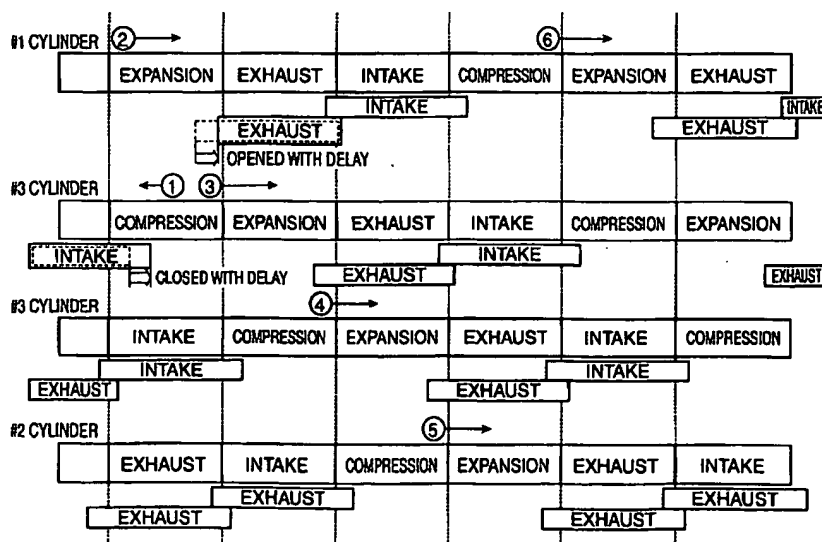 ② ⑥
#1 CYLINDER
EXPANSION EXHAUST INTAKE COMPRESSION EXPANSION EXHAUST
INTAKE INTAKE
EXHAUST EXHAUST
OPENED WITH DELAY
#3 CYLINDER ① ③
COMPRESSION EXPANSION EXHAUST INTAKE COMPRESSION EXPANSION
INTAKE INTAKE
CLOSED WITH DELAY EXHAUST EXHAUST
#3 CYLINDER ④
INTAKE COMPRESSION EXPANSION EXHAUST INTAKE COMPRESSION
INTAKE INTAKE
EXHAUST EXHAUST
#2 CYLINDER ⑤
EXHAUST INTAKE COMPRESSION EXPANSION EXHAUST INTAKE
EXHAUST EXHAUST
EXHAUST EXHAUST